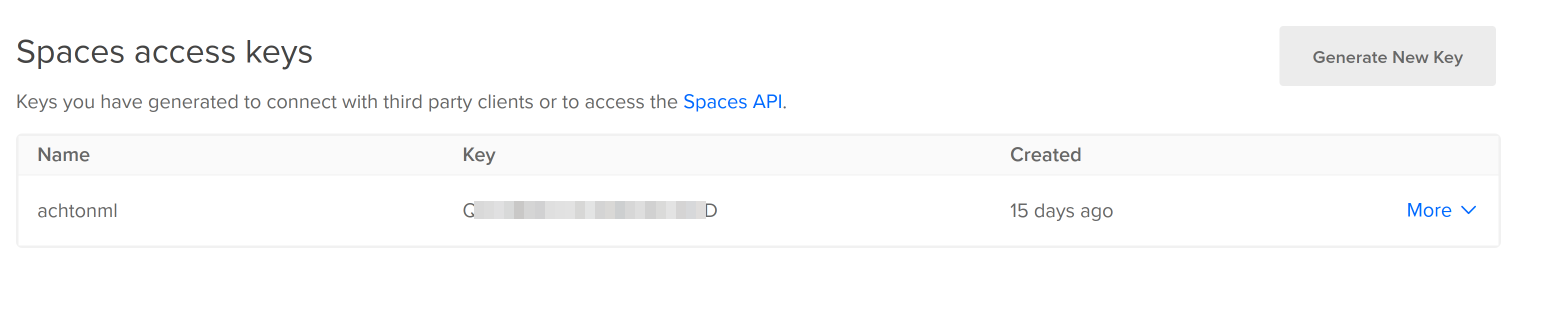 Spaces access keys
Generate New Key
Keys you have generated to connect with third party clients or to access the Spaces API.
Name Key Created
achtonml Q D 15 days ago More